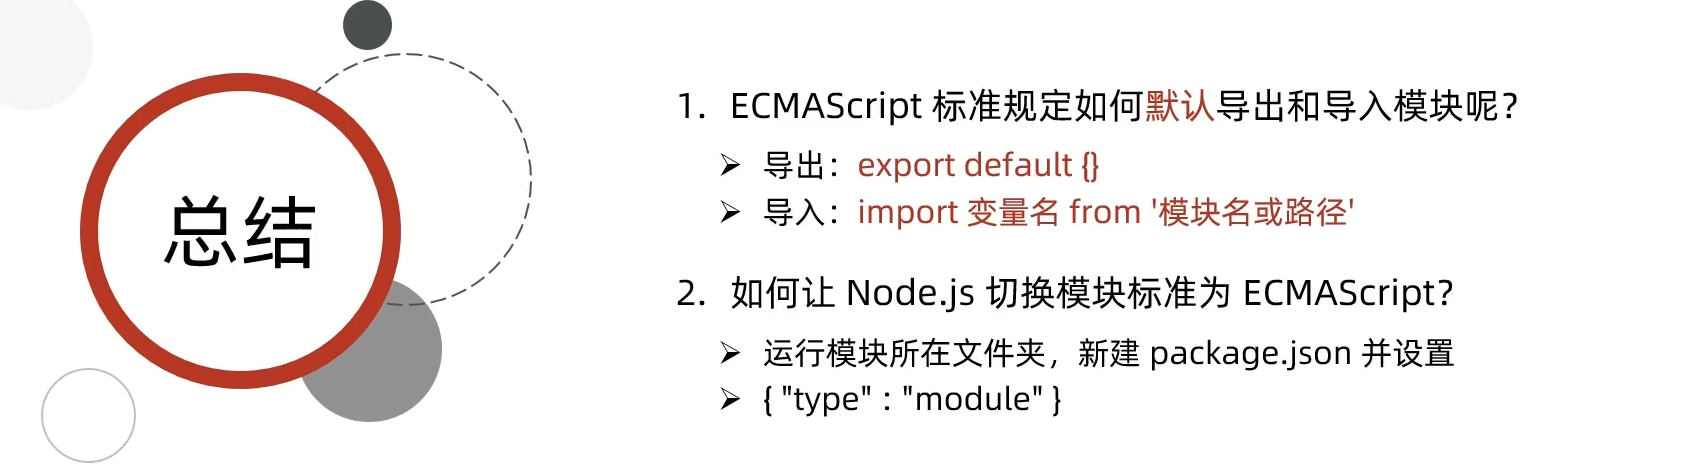 总结
1. ECMAScript 标准规定如何默认导出和导入模块呢？
➢ 导出：export default {}
➢ 导入：import 变量名 from '模块名或路径'
2. 如何让 Node.js 切换模块标准为 ECMAScript？
➢ 运行模块所在文件夹，新建 package.json 并设置
➢ { "type" : "module" }